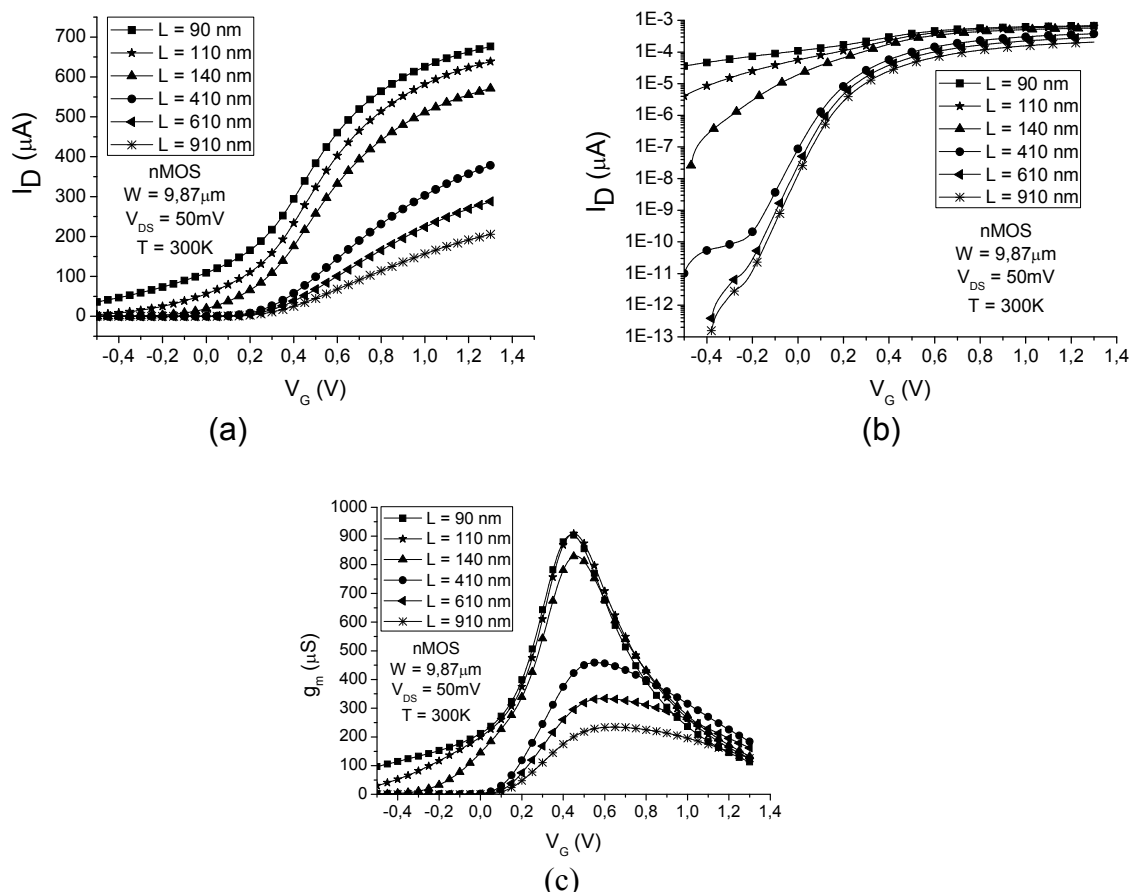 700
600
500
400
300
200
100
0
I_D (µA)
L = 90 nm
L = 110 nm
L = 140 nm
L = 410 nm
L = 610 nm
L = 910 nm
nMOS
W = 9,87µm
V_DS = 50mV
T = 300K
-0,4 -0,2 0,0 0,2 0,4 0,6 0,8 1,0 1,2 1,4
V_G (V)
(a)
1E-3
1E-4
1E-5
1E-6
1E-7
1E-8
1E-9
1E-10
1E-11
1E-12
1E-13
I_D (µA)
L = 90 nm
L = 110 nm
L = 140 nm
L = 410 nm
L = 610 nm
L = 910 nm
nMOS
W = 9,87µm
V_DS = 50mV
T = 300K
-0,4 -0,2 0,0 0,2 0,4 0,6 0,8 1,0 1,2 1,4
V_G (V)
(b)
1000
900
800
700
600
500
400
300
200
100
0
g_m (µS)
L = 90 nm
L = 110 nm
L = 140 nm
L = 410 nm
L = 610 nm
L = 910 nm
nMOS
W = 9,87µm
V_DS = 50mV
T = 300K
-0,4 -0,2 0,0 0,2 0,4 0,6 0,8 1,0 1,2 1,4
V_G (V)
(c)